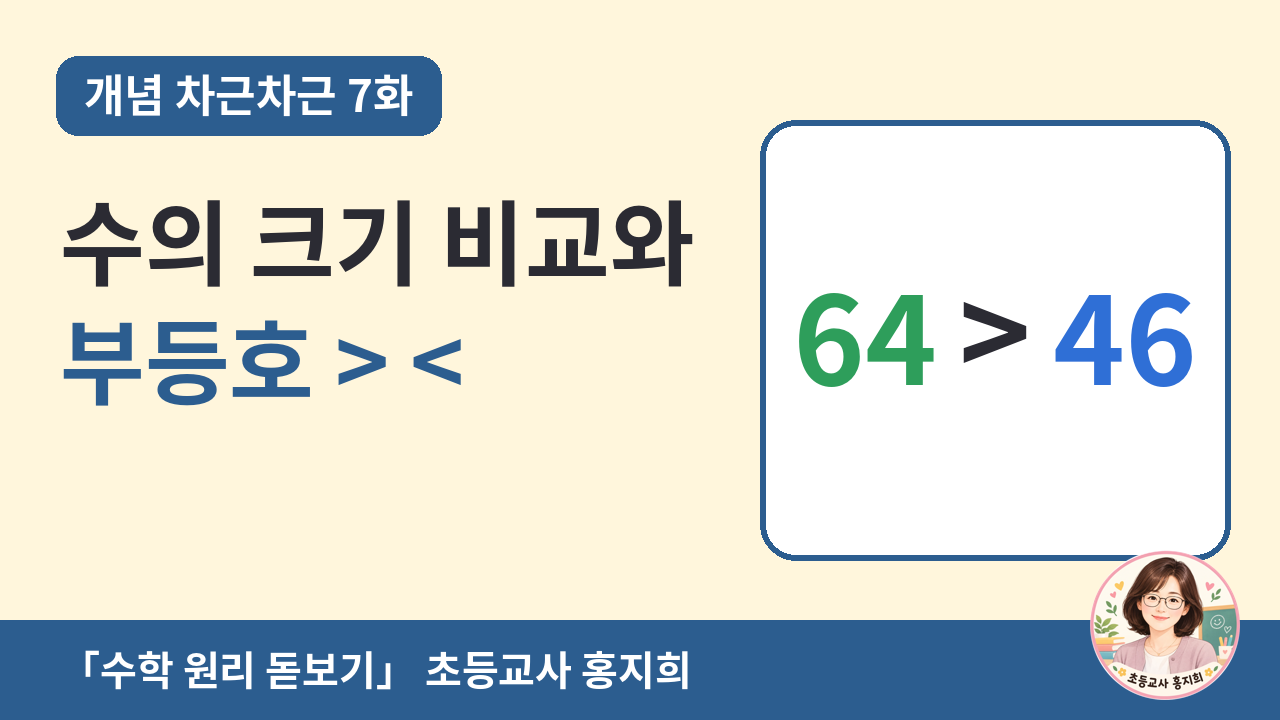 개념 차근차근 7화
수의 크기 비교와
부등호 > <
64 > 46
「수학 원리 돋보기」 초등교사 홍지희
초등교사 홍지희